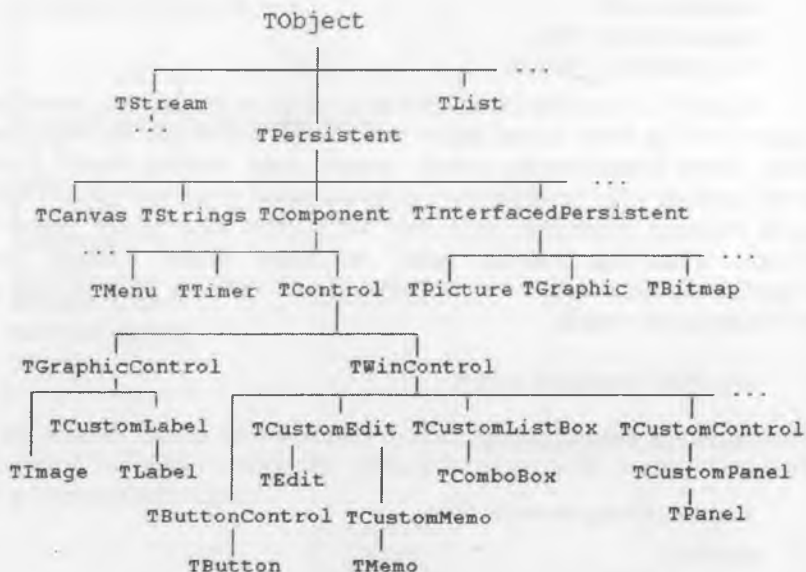 TObject
...
TStream TList
...
TPersistent
...
TCanvas TStrings TComponent TInterfacedPersistent
... ...
TMenu TTimer TControl TPicture TGraphic TBitmap
TGraphicControl TWinControl
...
TCustomLabel TCustomEdit TCustomListBox TCustomControl
TImage TLabel TEdit TComboBox TCustomPanel
TButtonControl TCustomMemo TPanel
TButton TMemo